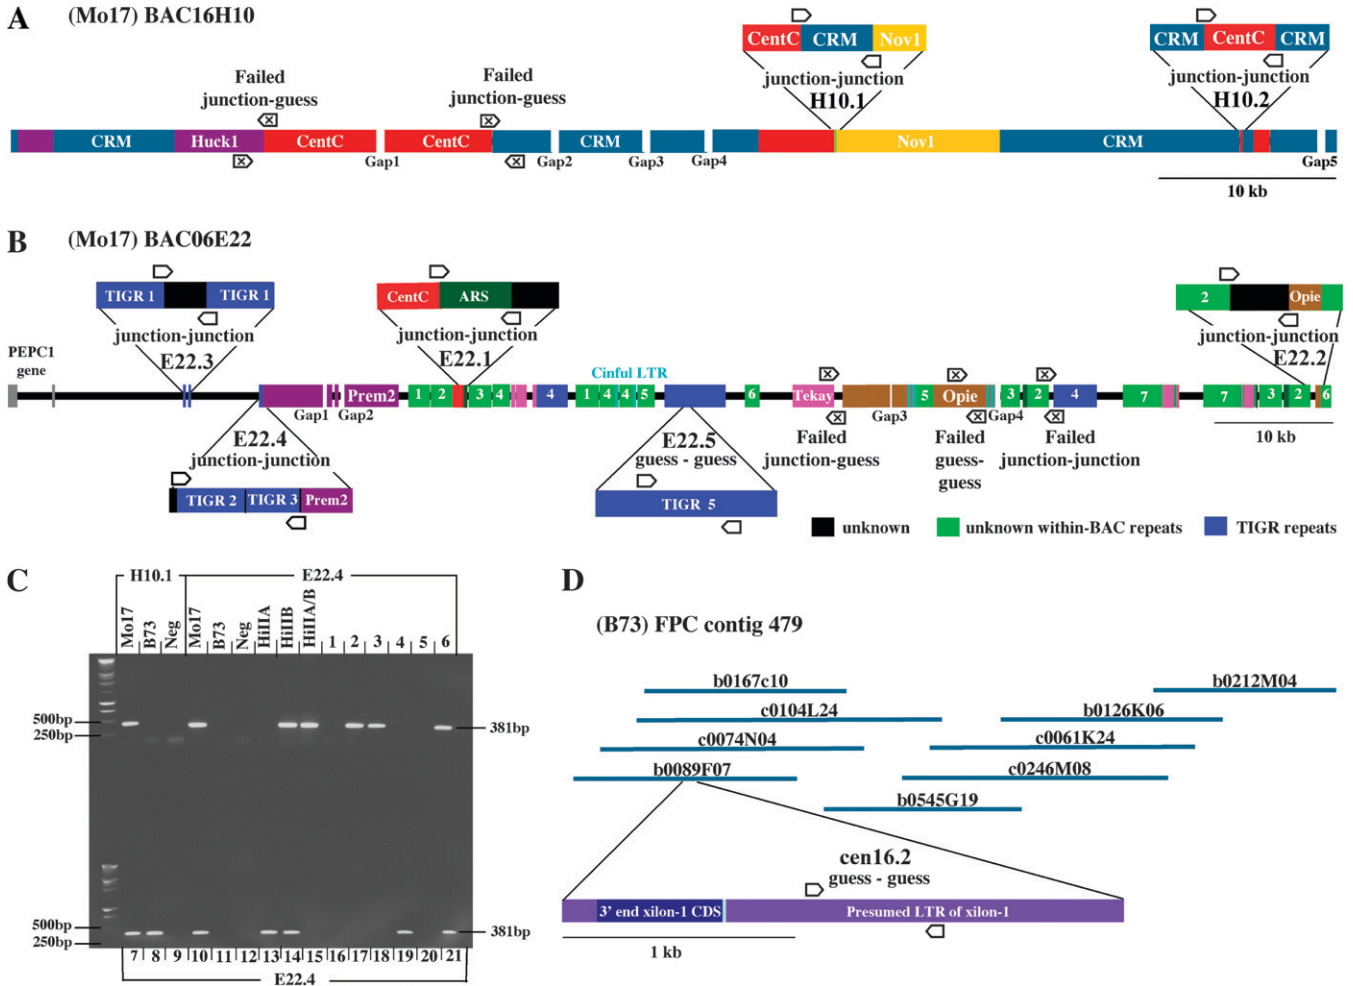 A (Mo17) BAC16H10
CentC CRM Nov1
CRM CentC CRM
Failed junction-guess
Failed junction-guess
junction-junction
H10.1
junction-junction
H10.2
CRM Huck1 CentC CentC CRM Nov1 CRM
Gap1 Gap2 Gap3 Gap4 Gap5
10 kb
B (Mo17) BAC06E22
TIGR 1 TIGR 1
CentC ARS
2 Opie
junction-junction
E22.3
junction-junction
E22.1
junction-junction
E22.2
PEPC1
gene
Cinful LTR
Prem2 1 2 3 4 4 1 4 4 5 6 Tekay 5 Opie 3 2 4 7 7 3 2 6
Gap1 Gap2 Gap3 Gap4
10 kb
E22.4
junction-junction
E22.5
guess - guess
Failed
junction-guess
Failed
guess-
guess
Failed
junction-junction
TIGR 2 TIGR 3 Prem2
TIGR 5
unknown
unknown within-BAC repeats
TIGR repeats
C
H10.1 E22.4
Mo17 B73 Neg Mo17 B73 Neg HiIIA HiIIB HiIIA/B 1 2 3 4 5 6
500bp
250bp
381bp
500bp
250bp
381bp
7 8 9 10 11 12 13 14 15 16 17 18 19 20 21
E22.4
D
(B73) FPC contig 479
b0167c10
b0212M04
c0104L24
b0126K06
c0074N04
c0061K24
b0089F07
c0246M08
b0545G19
cen16.2
guess - guess
3' end xilon-1 CDS
Presumed LTR of xilon-1
1 kb